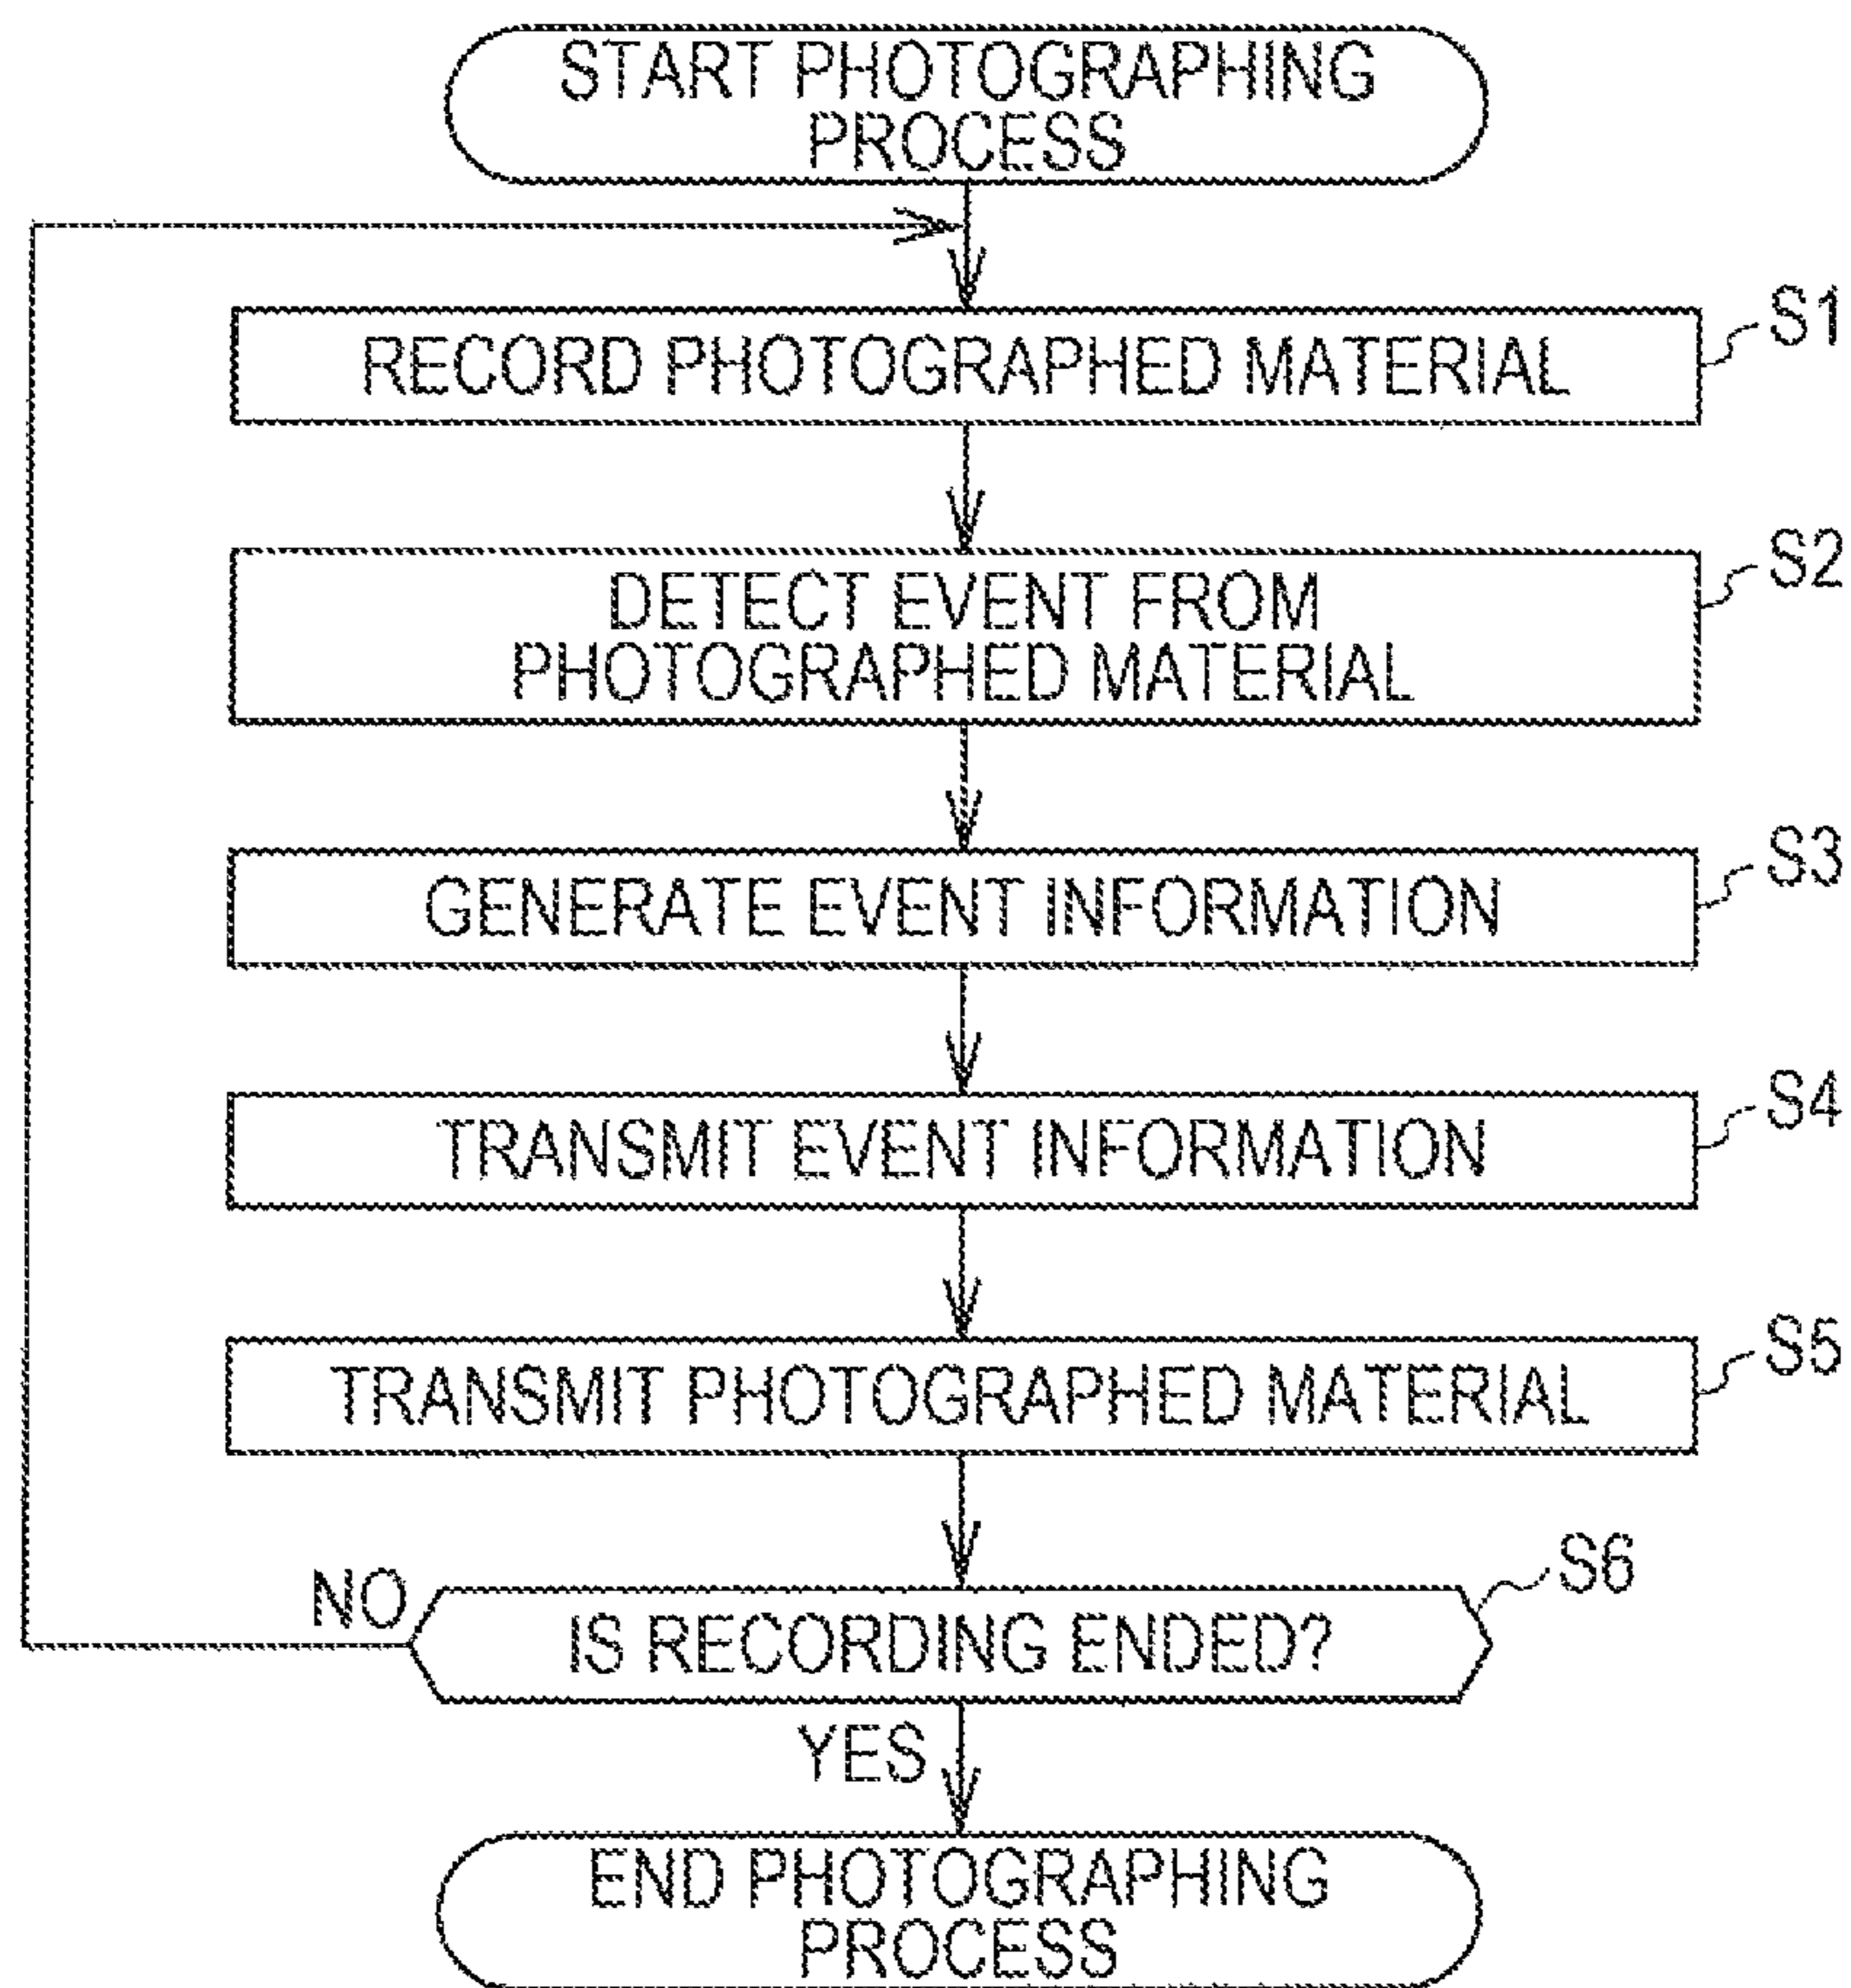 START PHOTOGRAPHING
PROCESS
RECORD PHOTOGRAPHED MATERIAL
S1
DETECT EVENT FROM
PHOTOGRAPHED MATERIAL
S2
GENERATE EVENT INFORMATION
S3
TRANSMIT EVENT INFORMATION
S4
TRANSMIT PHOTOGRAPHED MATERIAL
S5
NO
IS RECORDING ENDED?
S6
YES
END PHOTOGRAPHING
PROCESS